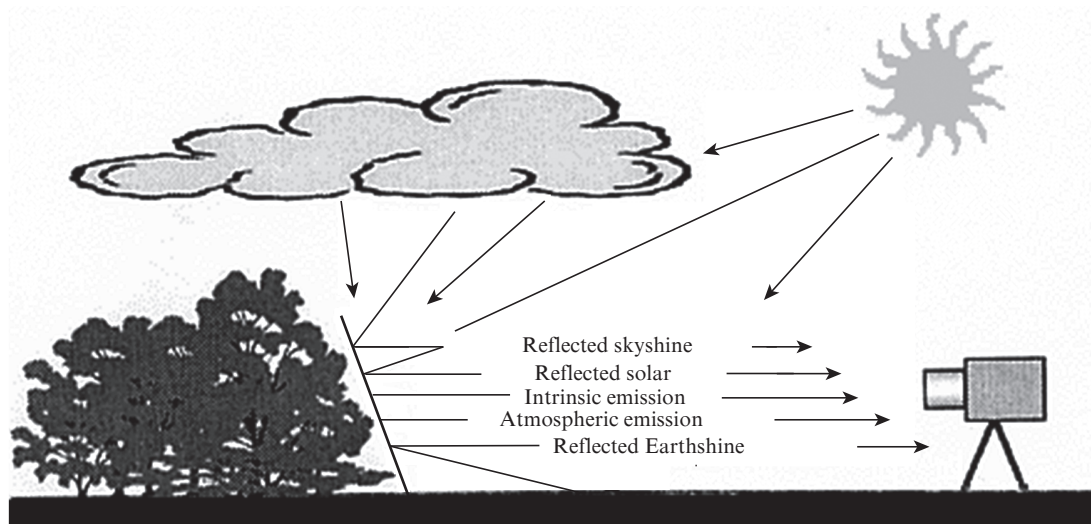 Reflected skyshine
Reflected solar
Intrinsic emission
Atmospheric emission
Reflected Earthshine